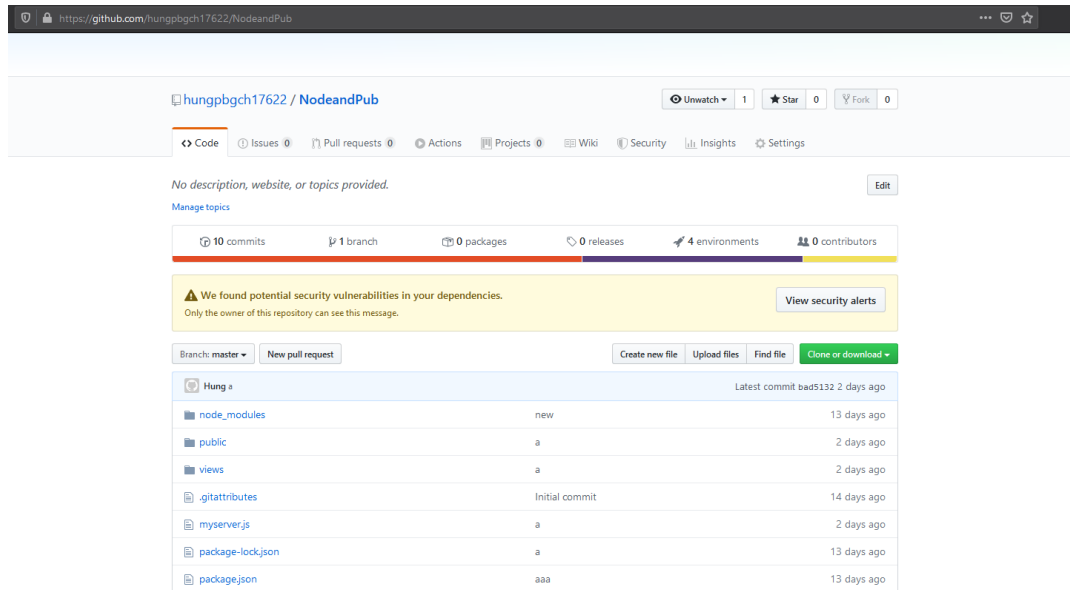 https://github.com/hungpbgch17622/NodeandPub
hungpbgch17622 / NodeandPub
Unwatch 1 Star 0 Fork 0
Code Issues 0 Pull requests 0 Actions Projects 0 Wiki Security Insights Settings
No description, website, or topics provided. Edit
Manage topics
10 commits 1 branch 0 packages 0 releases 4 environments 0 contributors
We found potential security vulnerabilities in your dependencies.
Only the owner of this repository can see this message.
View security alerts
Branch: master New pull request Create new file Upload files Find file Clone or download
Hung a Latest commit bad5132 2 days ago
node_modules new 13 days ago
public a 2 days ago
views a 2 days ago
.gitattributes Initial commit 14 days ago
myserver.js a 2 days ago
package-lock.json a 13 days ago
package.json aaa 13 days ago